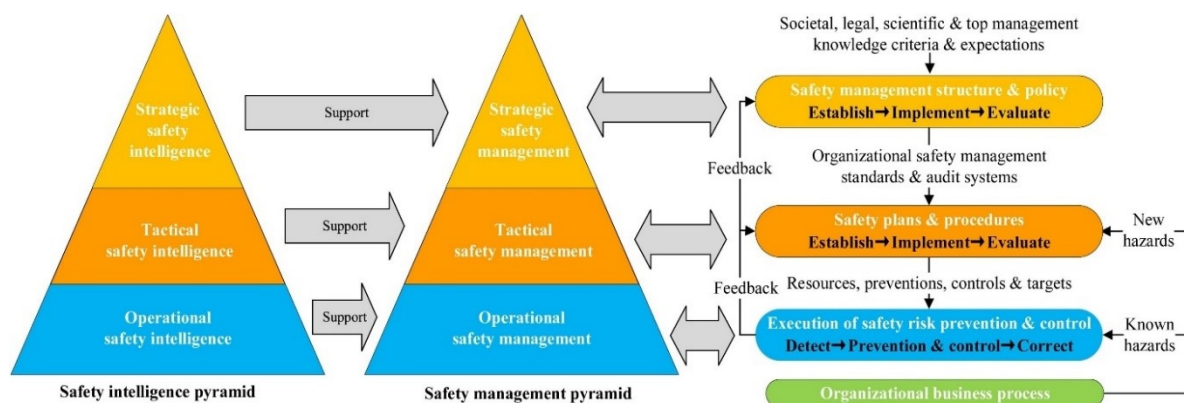 Strategic
safety
intelligence
Tactical
safety intelligence
Operational
safety intelligence
Safety intelligence pyramid
Support
Support
Support
Strategic
safety
management
Tactical
safety management
Operational
safety management
Safety management pyramid
Societal, legal, scientific & top management
knowledge criteria & expectations
Safety management structure & policy
Establish→Implement→Evaluate
Feedback
Organizational safety management
standards & audit systems
Safety plans & procedures
Establish→Implement→Evaluate
New
hazards
Feedback
Resources, preventions, controls & targets
Execution of safety risk prevention & control
Detect→Prevention & control→Correct
Known
hazards
Organizational business process